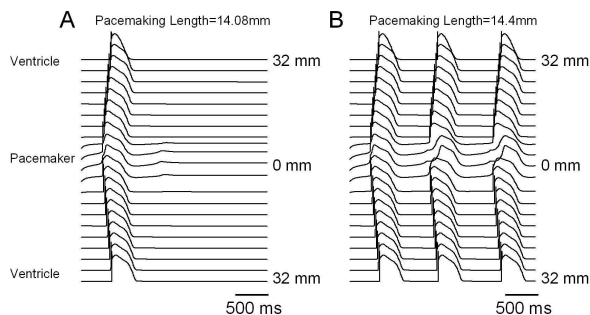 A Pacemaking Length=14.08mm
B Pacemaking Length=14.4mm
Ventricle
32 mm
32 mm
Pacemaker
0 mm
0 mm
Ventricle
32 mm
32 mm
500 ms
500 ms